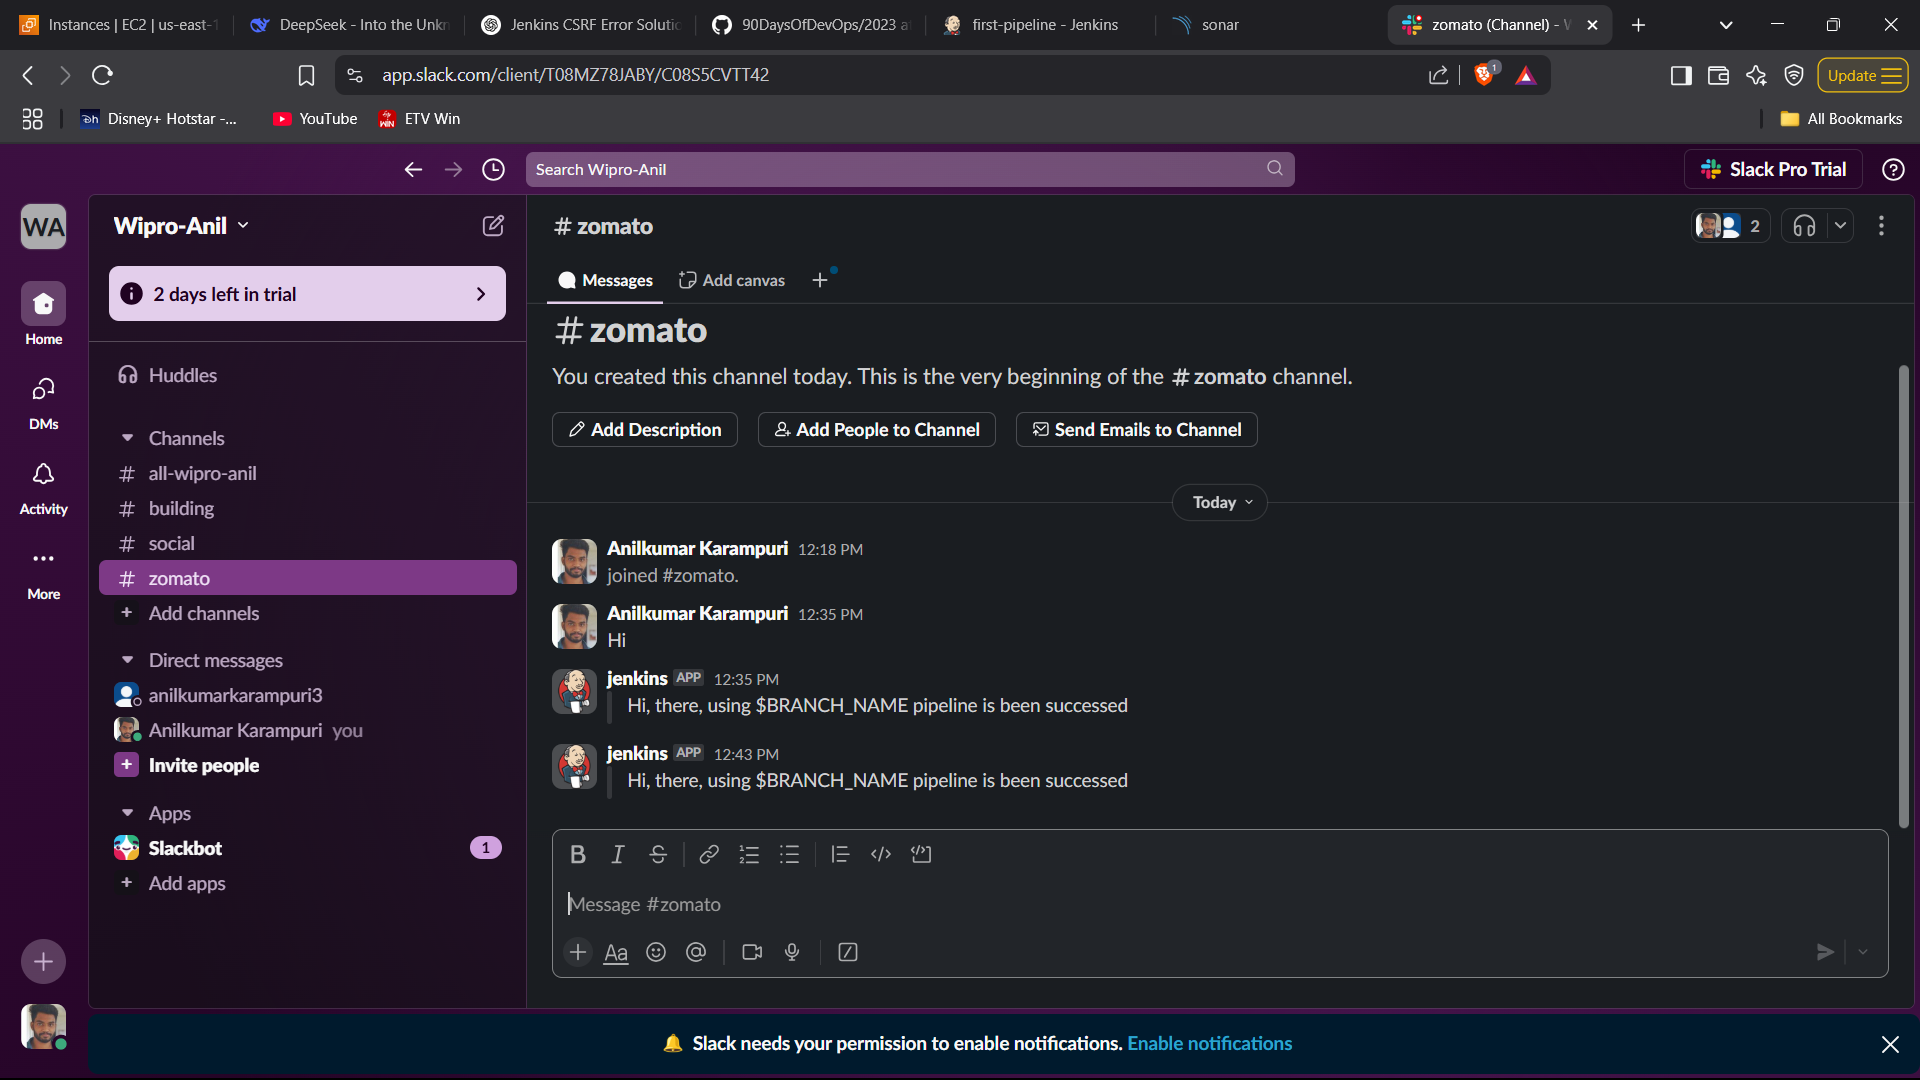 Instances | EC2 | us-east-1
DeepSeek - Into the Unkn
Jenkins CSRF Error Solutio
90DaysOfDevOps/2023 a
first-pipeline - Jenkins
sonar
zomato (Channel) - W
app.slack.com/client/T08MZ78JABY/C08S5CVTT42
1
Update
Disney+ Hotstar -...
YouTube
ETV Win
All Bookmarks
Search Wipro-Anil
Slack Pro Trial
WA
Home
DMs
Activity
More
Wipro-Anil
2 days left in trial
Huddles
Channels
# all-wipro-anil
# building
# social
# zomato
+ Add channels
Direct messages
anilkumarkarampuri3
Anilkumar Karampuri you
+ Invite people
Apps
Slackbot 1
+ Add apps
# zomato
2
Messages
Add canvas
+
# zomato
You created this channel today. This is the very beginning of the # zomato channel.
Add Description
Add People to Channel
Send Emails to Channel
Today
Anilkumar Karampuri 12:18 PM
joined #zomato.
Anilkumar Karampuri 12:35 PM
Hi
jenkins APP 12:35 PM
Hi, there, using $BRANCH_NAME pipeline is been successed
jenkins APP 12:43 PM
Hi, there, using $BRANCH_NAME pipeline is been successed
B I S
Message #zomato
+ Aa @
Slack needs your permission to enable notifications. Enable notifications